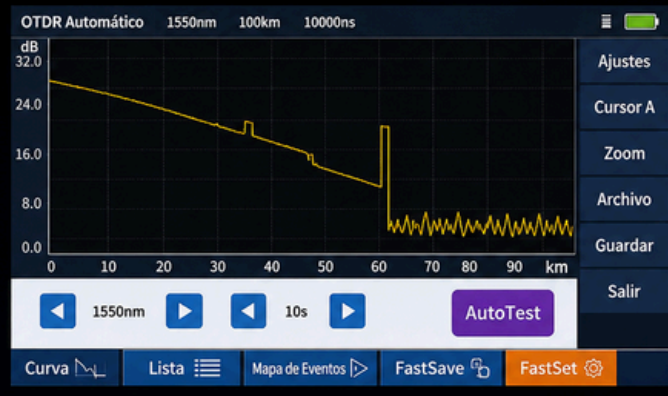 OTDR Automático 1550nm 100km 10000ns
dB
32.0
24.0
16.0
8.0
0.0
0 10 20 30 40 50 60 70 80 90 km
Ajustes
Cursor A
Zoom
Archivo
Guardar
Salir
1550nm 10s AutoTest
Curva Lista Mapa de Eventos FastSave FastSet